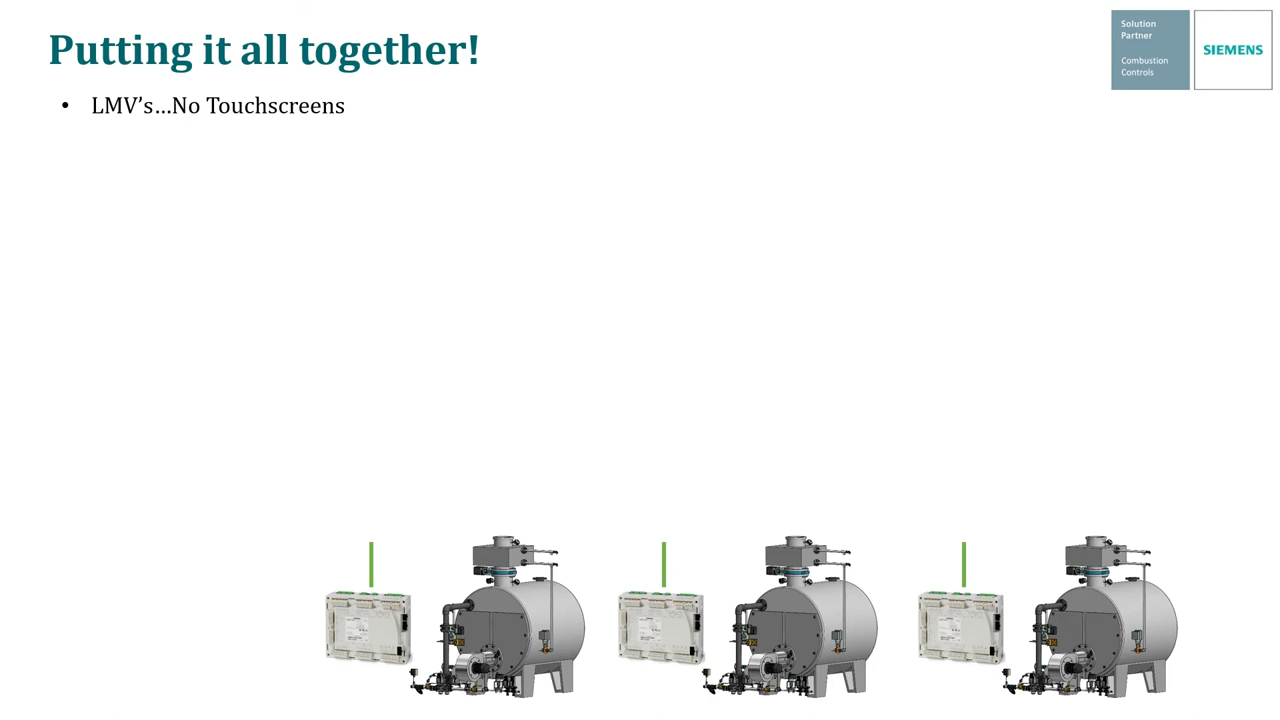 Putting it all together!
• LMV’s…No Touchscreens
Solution
Partner
Combustion
Controls
SIEMENS